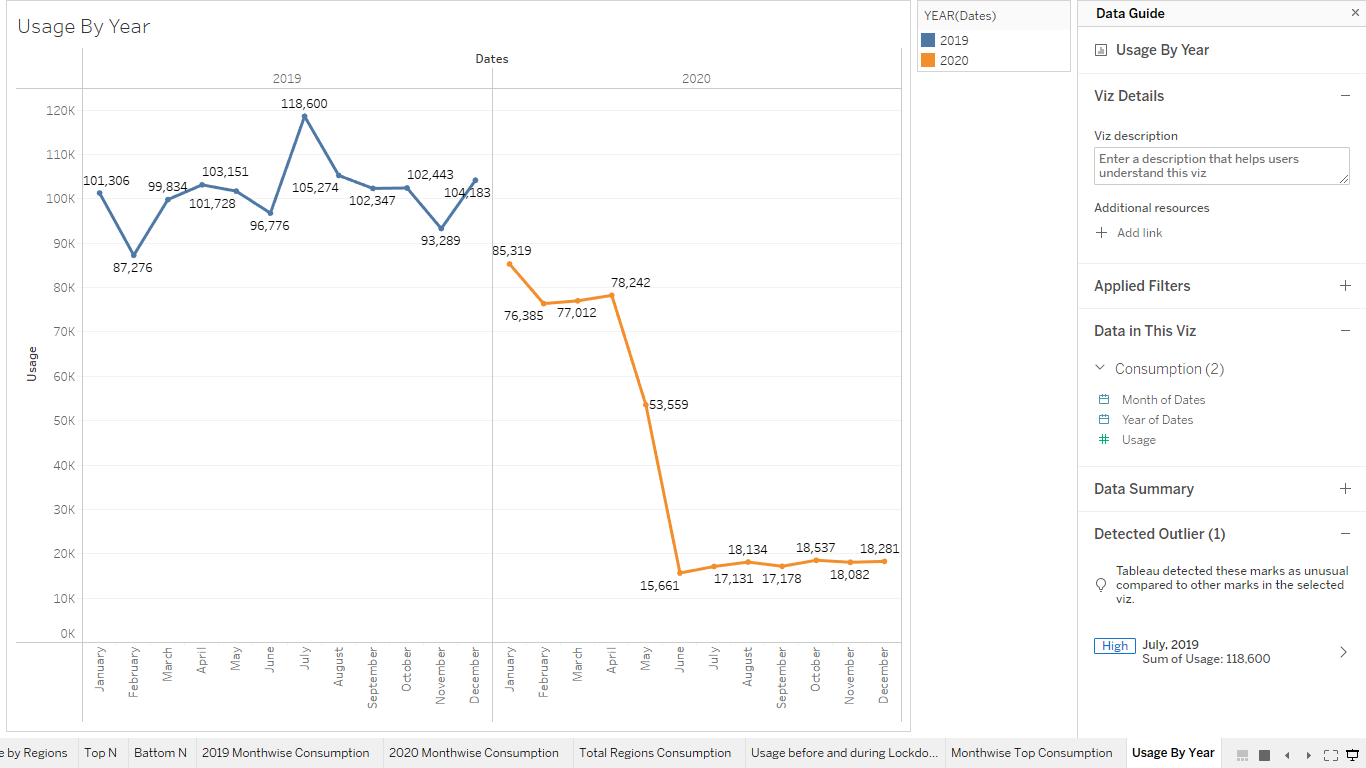 Usage By Year
Dates
2019
2020
120K
110K
100K
90K
80K
70K
60K
50K
40K
30K
20K
10K
0K
Usage
101,306
87,276
99,834
103,151
101,728
96,776
118,600
105,274
102,347
102,443
93,289
104,183
85,319
76,385
77,012
78,242
53,559
15,661
17,131
18,134
17,178
18,537
18,082
18,281
January
February
March
April
May
June
July
August
September
October
November
December
January
February
March
April
May
June
July
August
September
October
November
December
YEAR(Dates)
2019
2020
Data Guide
Usage By Year
Viz Details
Viz description
Enter a description that helps users
understand this viz
Additional resources
Add link
Applied Filters
Data in This Viz
Consumption (2)
Month of Dates
Year of Dates
Usage
Data Summary
Detected Outlier (1)
Tableau detected these marks as unusual
compared to other marks in the selected
viz.
High July, 2019
Sum of Usage: 118,600
e by Regions Top N Battom N 2019 Monthwise Consumption 2020 Monthwise Consumption Total Regions Consumption Usage before and during Lockdo... Monthwise Top Consumption Usage By Year